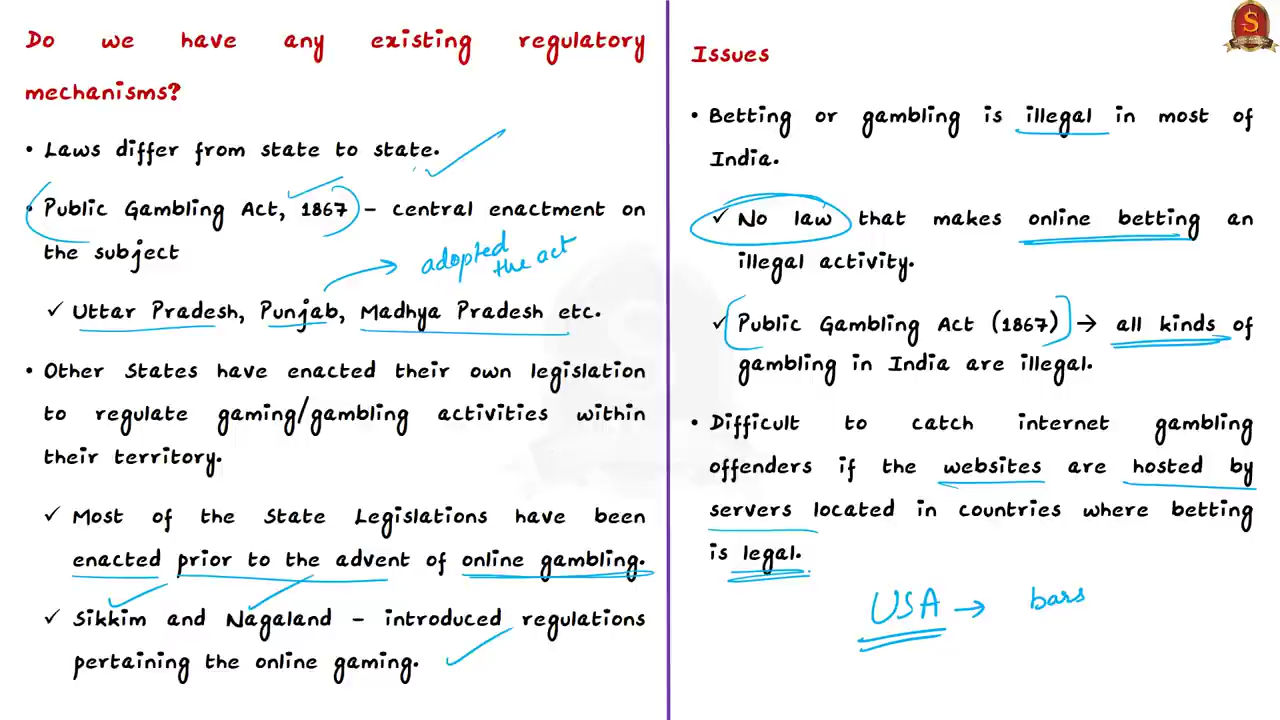 Do we have any existing regulatory
mechanisms?
• Laws differ from state to state.
• Public Gambling Act, 1867 – central enactment on
the subject
adopted
the act
✓ Uttar Pradesh, Punjab, Madhya Pradesh etc.
• Other States have enacted their own legislation
to regulate gaming/gambling activities within
their territory.
✓ Most of the State Legislations have been
enacted prior to the advent of online gambling.
✓ Sikkim and Nagaland – introduced regulations
pertaining the online gaming.
Issues
• Betting or gambling is illegal in most of
India.
✓ No law that makes online betting an
illegal activity.
✓ Public Gambling Act (1867) → all kinds of
gambling in India are illegal.
• Difficult to catch internet gambling
offenders if the websites are hosted by
servers located in countries where betting
is legal.
USA → bars
S